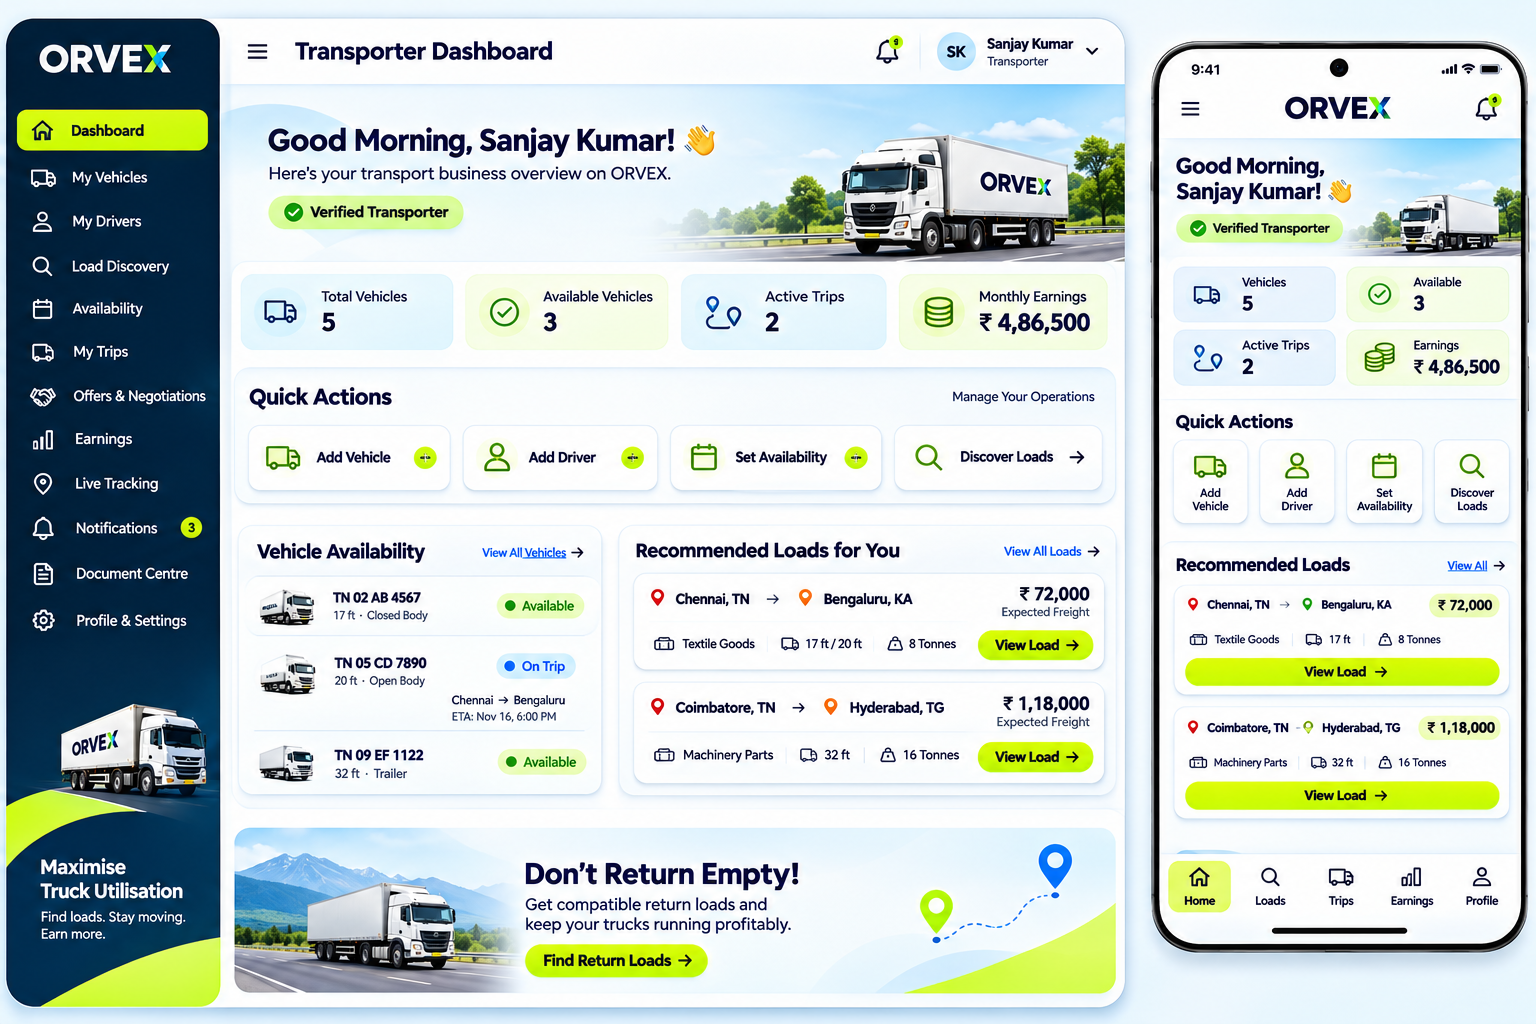 ORVEX
Dashboard
My Vehicles
My Drivers
Load Discovery
Availability
My Trips
Offers & Negotiations
Earnings
Live Tracking
Notifications 3
Document Centre
Profile & Settings
ORVEX
Maximise
Truck Utilisation
Find loads. Stay moving.
Earn more.
Transporter Dashboard
SK
Sanjay Kumar
Transporter
Good Morning, Sanjay Kumar! 👋
Here's your transport business overview on ORVEX.
Verified Transporter
ORVEX
Total Vehicles
5
Available Vehicles
3
Active Trips
2
Monthly Earnings
₹ 4,86,500
Quick Actions
Manage Your Operations
Add Vehicle
Add Driver
Set Availability
Discover Loads →
Vehicle Availability
View All Vehicles →
TN 02 AB 4567
17 ft · Closed Body
Available
TN 05 CD 7890
20 ft · Open Body
On Trip
Chennai → Bengaluru
ETA: Nov 16, 6:00 PM
TN 09 EF 1122
32 ft · Trailer
Available
Recommended Loads for You
View All Loads →
Chennai, TN → Bengaluru, KA
₹ 72,000
Expected Freight
Textile Goods 17 ft / 20 ft 8 Tonnes
View Load →
Coimbatore, TN → Hyderabad, TG
₹ 1,18,000
Expected Freight
Machinery Parts 32 ft 16 Tonnes
View Load →
Don't Return Empty!
Get compatible return loads and
keep your trucks running profitably.
Find Return Loads →
9:41
ORVEX
Good Morning,
Sanjay Kumar! 👋
Verified Transporter
Vehicles
5
Available
3
Active Trips
2
Earnings
₹ 4,86,500
Quick Actions
Add
Vehicle
Add
Driver
Set
Availability
Discover
Loads
Recommended Loads
View All →
Chennai, TN → Bengaluru, KA
₹ 72,000
Textile Goods 17 ft 8 Tonnes
View Load →
Coimbatore, TN - Hyderabad, TG
₹ 1,18,000
Machinery Parts 32 ft 16 Tonnes
View Load →
Home
Loads
Trips
Earnings
Profile